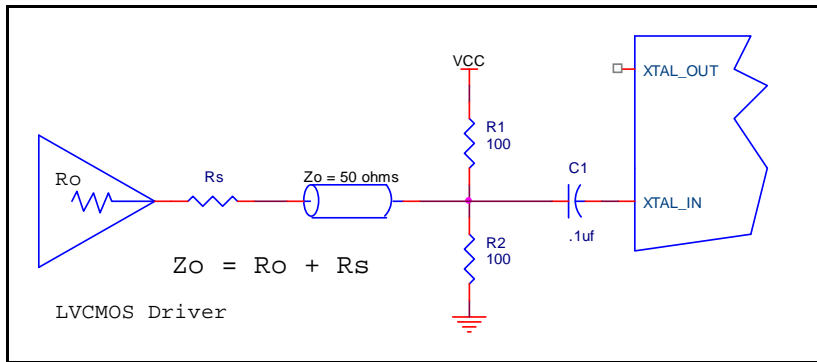 VCC
XTAL_OUT
R1
100
Ro
Rs
Zo = 50 ohms
C1
XTAL_IN
.1uf
R2
100
Zo = Ro + Rs
LVCMOS Driver